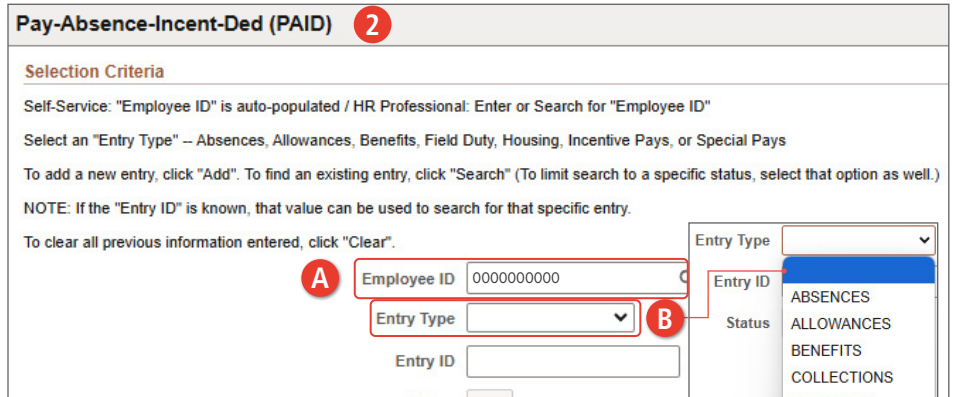 Pay-Absence-Incent-Ded (PAID) 2
Selection Criteria
Self-Service: "Employee ID" is auto-populated / HR Professional: Enter or Search for "Employee ID"
Select an "Entry Type" -- Absences, Allowances, Benefits, Field Duty, Housing, Incentive Pays, or Special Pays
To add a new entry, click "Add". To find an existing entry, click "Search" (To limit search to a specific status, select that option as well.)
NOTE: If the "Entry ID" is known, that value can be used to search for that specific entry.
To clear all previous information entered, click "Clear".
A Employee ID 0000000000
Entry Type B
Entry ID
Entry Type
Entry ID
Status
ABSENCES
ALLOWANCES
BENEFITS
COLLECTIONS